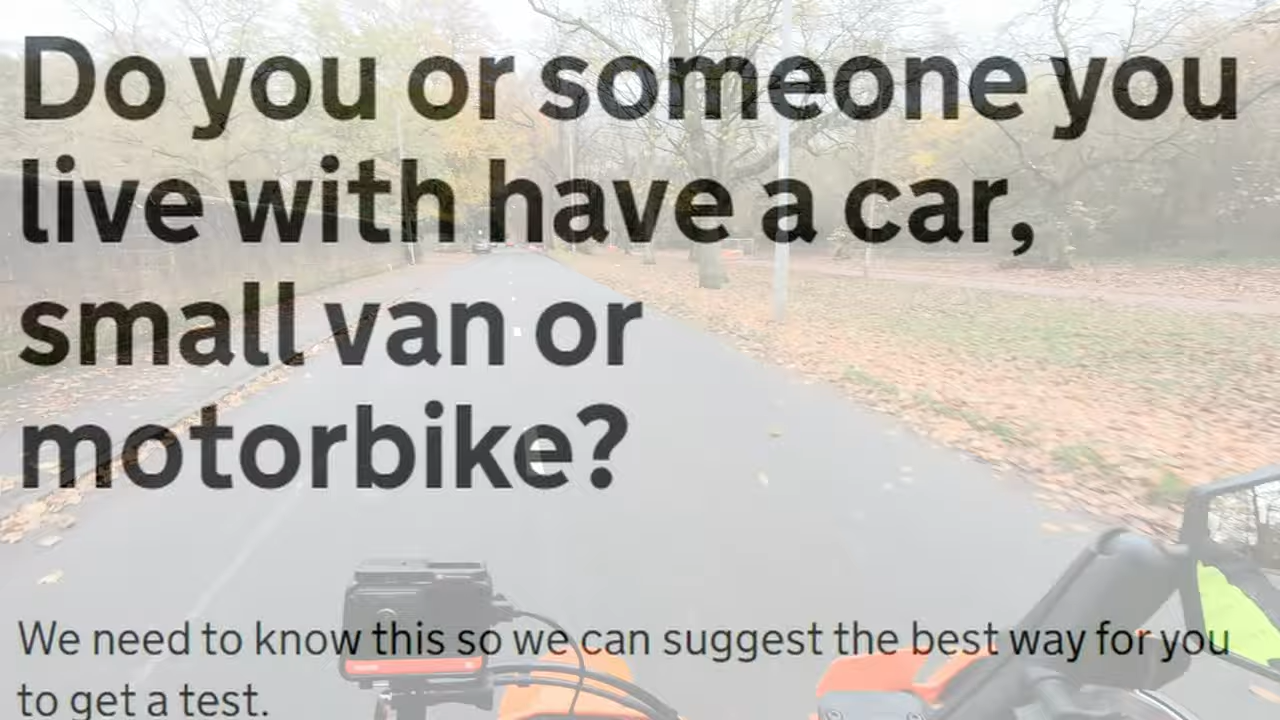 Do you or someone you
live with have a car,
small van or
motorbike?
We need to know this so we can suggest the best way for you
to get a test.